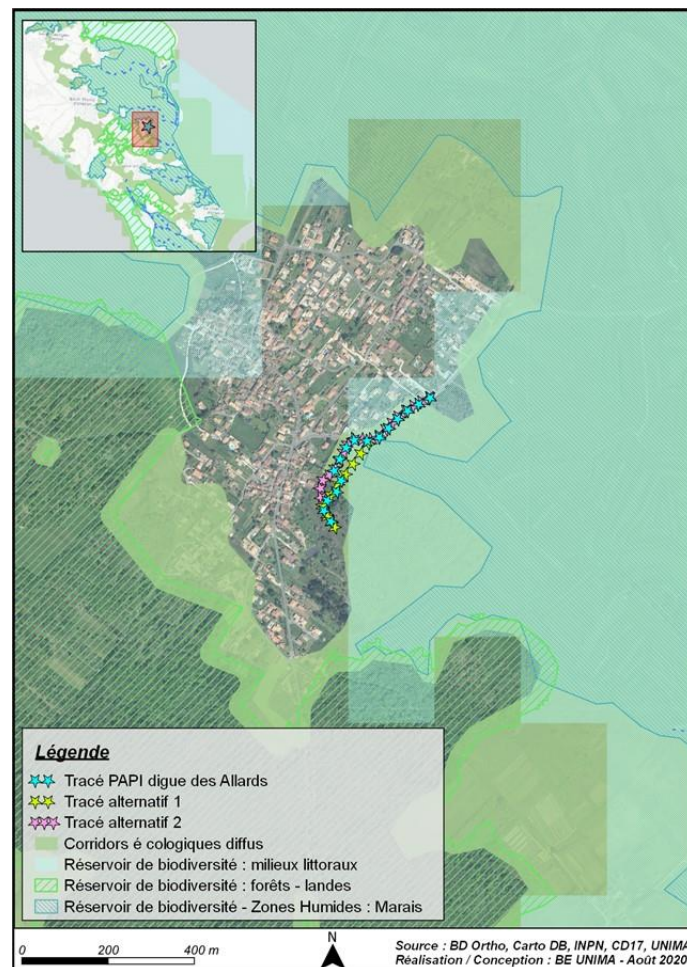 Légende
Tracé PAPI digue des Allards
Tracé alternatif 1
Tracé alternatif 2
Corridors é cologiques diffus
Réservoir de biodiversité : milieux littoraux
Réservoir de biodiversité : forêts - landes
Réservoir de biodiversité - Zones Humides : Marais
0 200 400 m
N
Source : BD Ortho, Carto DB, INPN, CD17, UNIMA
Réalisation / Conception : BE UNIMA - Août 2020